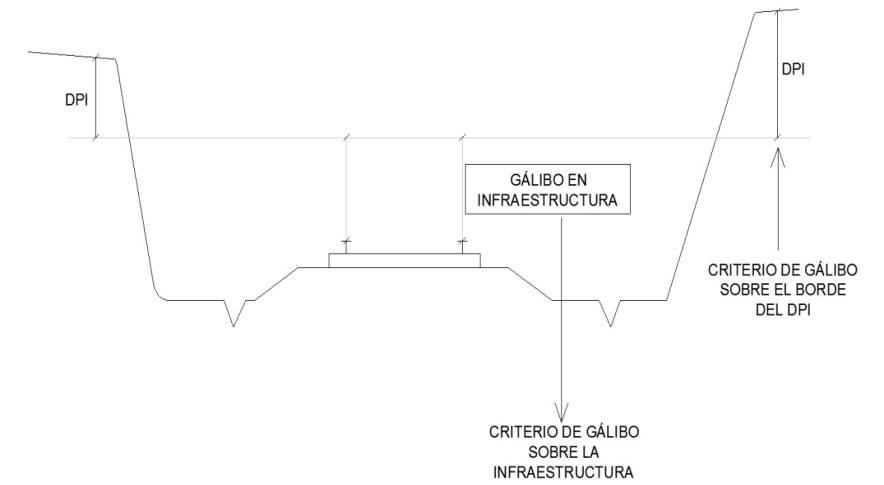 DPI
DPI
GÁLIBO EN
INFRAESTRUCTURA
CRITERIO DE GÁLIBO
SOBRE EL BORDE
DEL DPI
CRITERIO DE GÁLIBO
SOBRE LA
INFRAESTRUCTURA